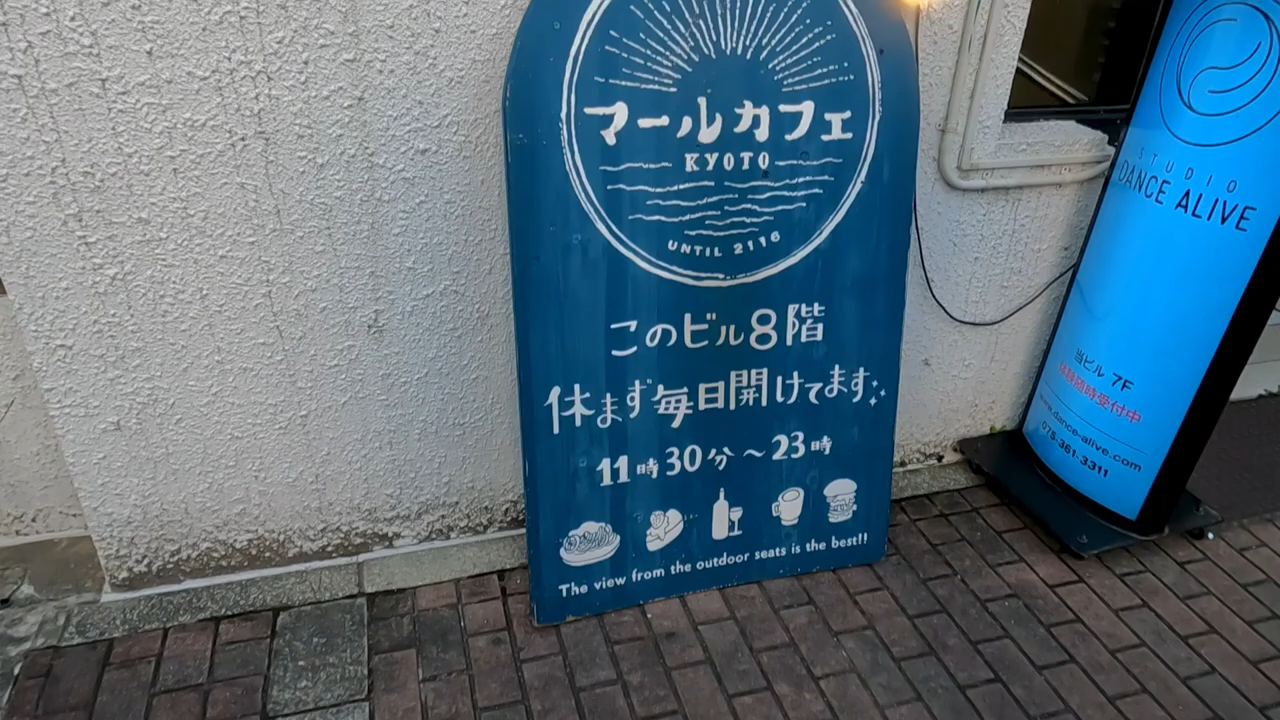 マールカフェ
KYOTO
UNTIL 2116
このビル8階
休まず毎日開けてます
11時30分～23時
The view from the outdoor seats is the best!!
STUDIO
DANCE ALIVE
当ビル 7F
体験随時受付中
www.dance-alive.com
075-361-3311